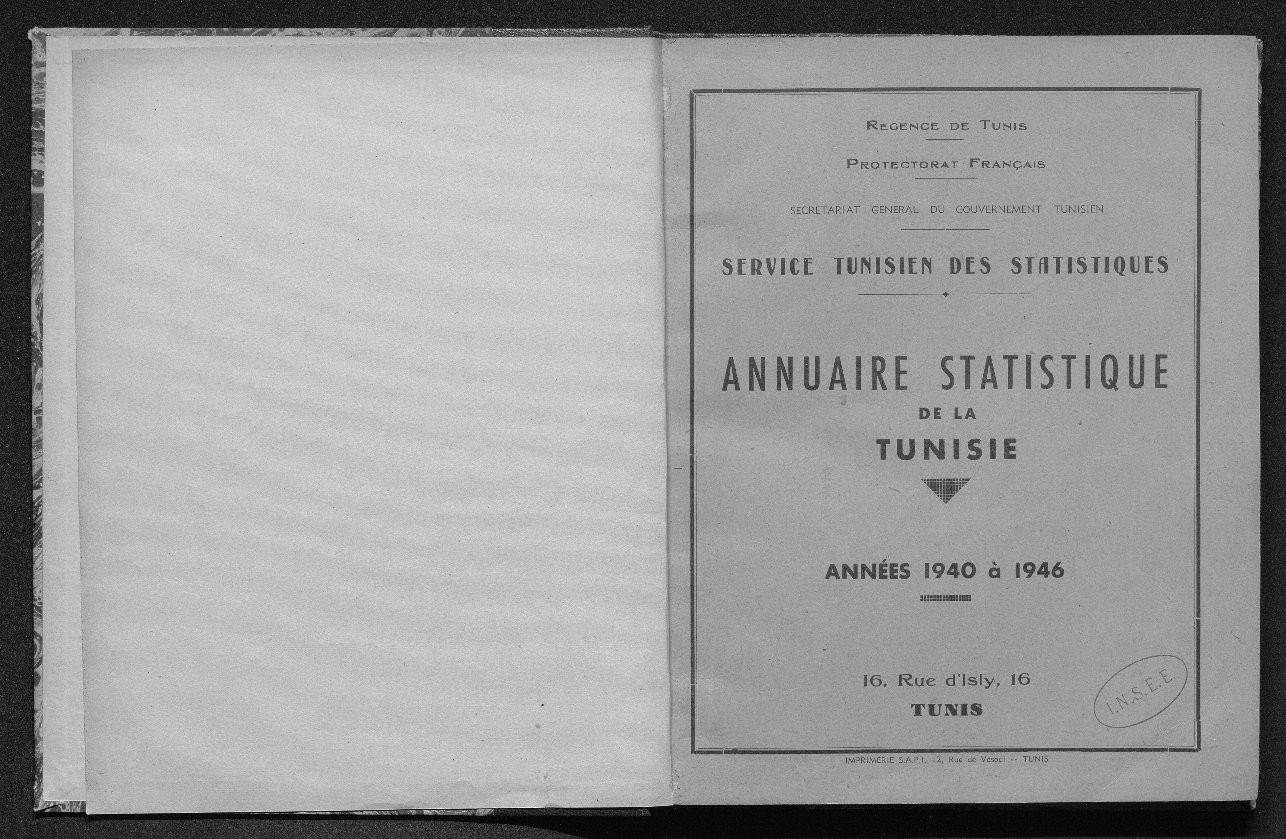 REGENCE DE TUNIS
PROTECTORAT FRANÇAIS
SECRETARIAT GENERAL DU GOUVERNEMENT TUNISIEN
SERVICE TUNISIEN DES STATISTIQUES
ANNUAIRE STATISTIQUE
DE LA
TUNISIE
ANNÉES 1940 à 1946
16, Rue d'Isly, 16
TUNIS
I.N.S.E.E.
IMPRIMERIE S.A.P.I. 12, Rue de Vesoul -- TUNIS